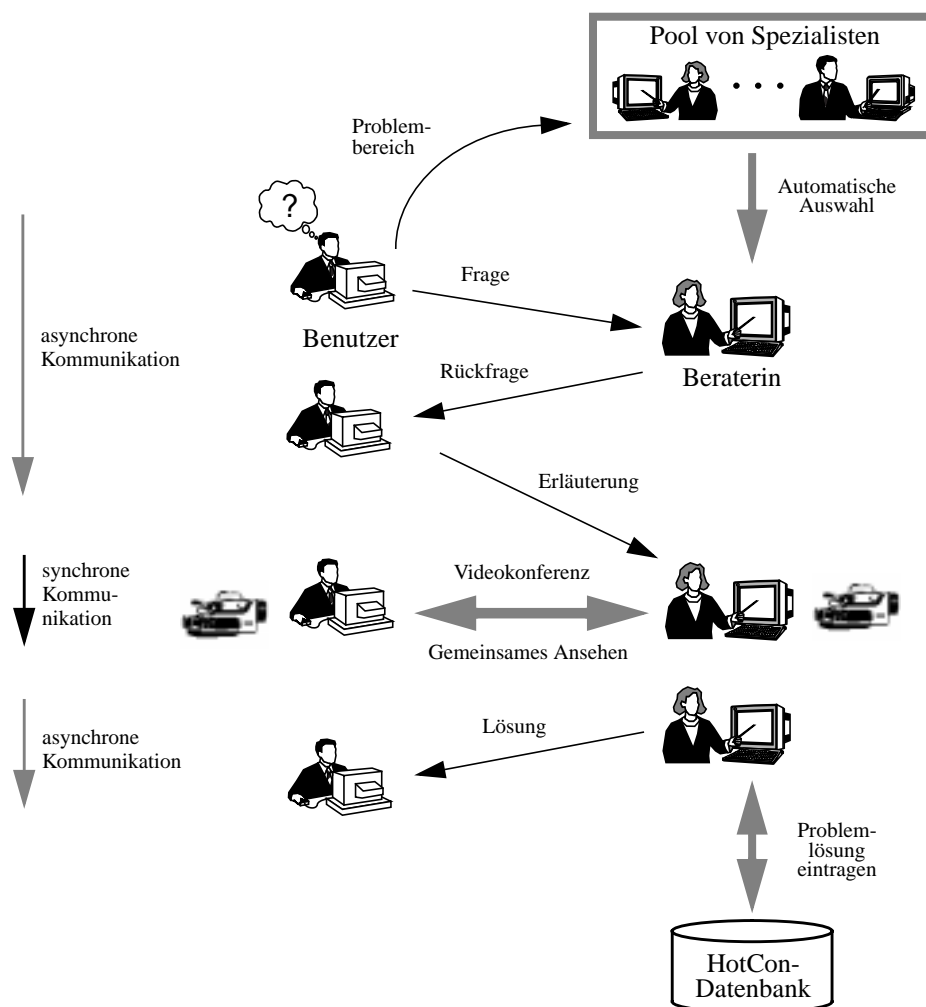 Pool von Spezialisten
Problem-
bereich
Automatische
Auswahl
?
Frage
Benutzer
asynchrone
Kommunikation
Rückfrage
Beraterin
Erläuterung
synchrone
Kommu-
nikation
Videokonferenz
Gemeinsames Ansehen
asynchrone
Kommunikation
Lösung
Problem-
lösung
eintragen
HotCon-
Datenbank